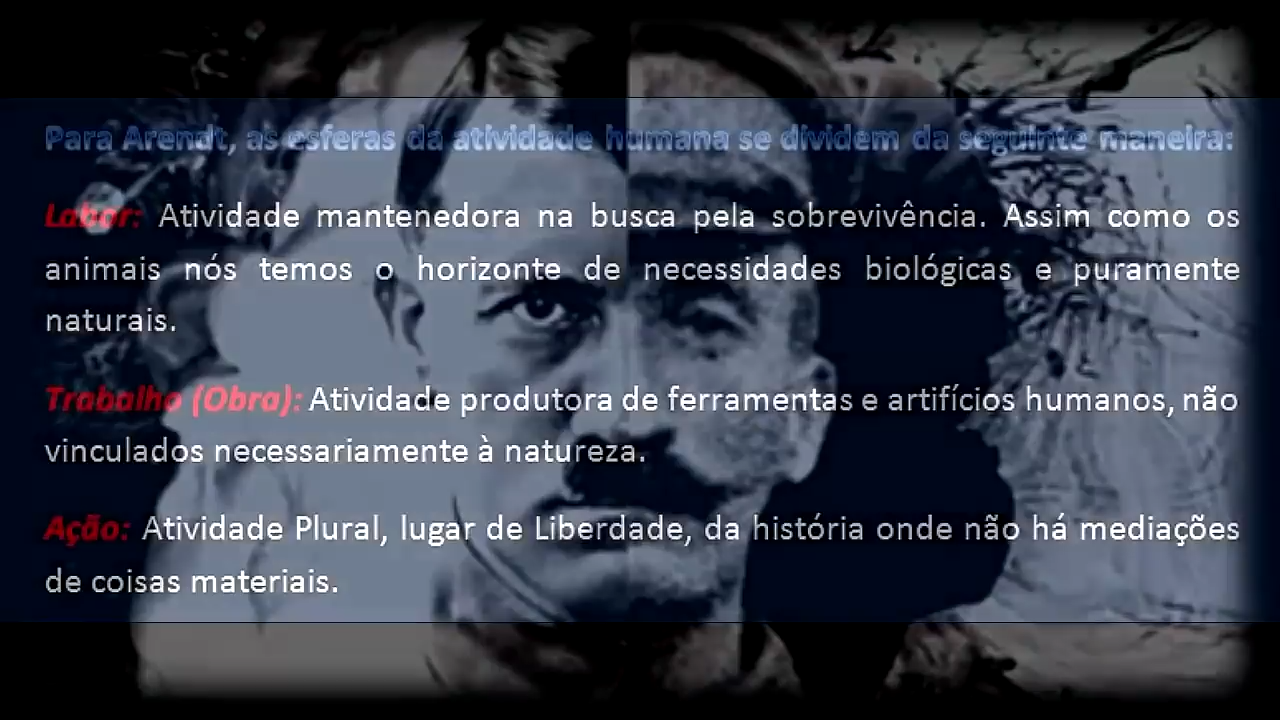 Para Arendt, as esferas da atividade humana se dividem da seguinte maneira:
Labor: Atividade mantenedora na busca pela sobrevivência. Assim como os
animais nós temos o horizonte de necessidades biológicas e puramente
naturais.
Trabalho (Obra): Atividade produtora de ferramentas e artifícios humanos, não
vinculados necessariamente à natureza.
Ação: Atividade Plural, lugar de Liberdade, da história onde não há mediações
de coisas materiais.